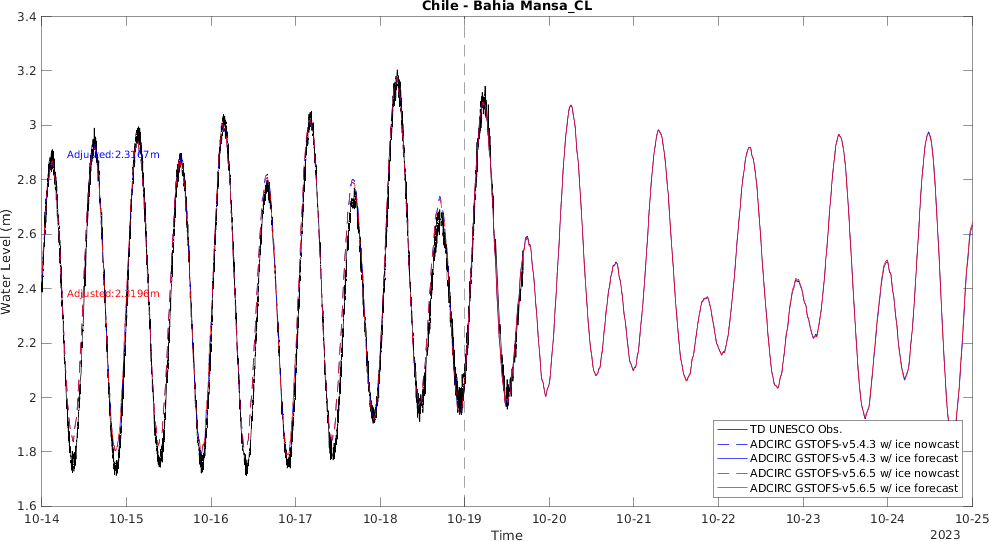 Chile - Bahia Mansa_CL
3.4
3.2
3
2.8
2.6
2.4
2.2
2
1.8
1.6
Water Level (m)
Adjusted:2.3167m
Adjusted:2.3196m
TD UNESCO Obs.
ADCIRC GSTOFS-v5.4.3 w/ ice nowcast
ADCIRC GSTOFS-v5.4.3 w/ ice forecast
ADCIRC GSTOFS-v5.6.5 w/ ice nowcast
ADCIRC GSTOFS-v5.6.5 w/ ice forecast
10-14 10-15 10-16 10-17 10-18 10-19 10-20 10-21 10-22 10-23 10-24 10-25
Time
2023